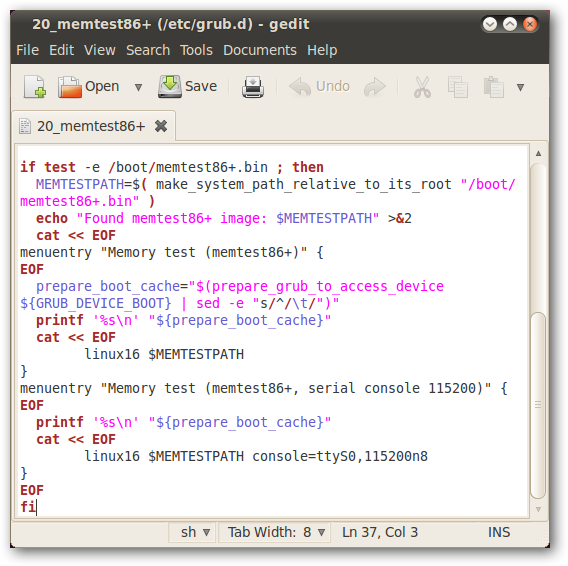 20_memtest86+ (/etc/grub.d) - gedit
File Edit View Search Tools Documents Help
Open Save Undo
20_memtest86+
if test -e /boot/memtest86+.bin ; then
  MEMTESTPATH=$( make_system_path_relative_to_its_root "/boot/
memtest86+.bin" )
  echo "Found memtest86+ image: $MEMTESTPATH" >&2
  cat << EOF
menuentry "Memory test (memtest86+)" {
EOF
  prepare_boot_cache="$(prepare_grub_to_access_device
${GRUB_DEVICE_BOOT} | sed -e "s/^/\t/")"
  printf '%s\n' "${prepare_boot_cache}"
  cat << EOF
        linux16 $MEMTESTPATH
}
menuentry "Memory test (memtest86+, serial console 115200)" {
EOF
  printf '%s\n' "${prepare_boot_cache}"
  cat << EOF
        linux16 $MEMTESTPATH console=ttyS0,115200n8
}
EOF
fi
sh Tab Width: 8 Ln 37, Col 3 INS